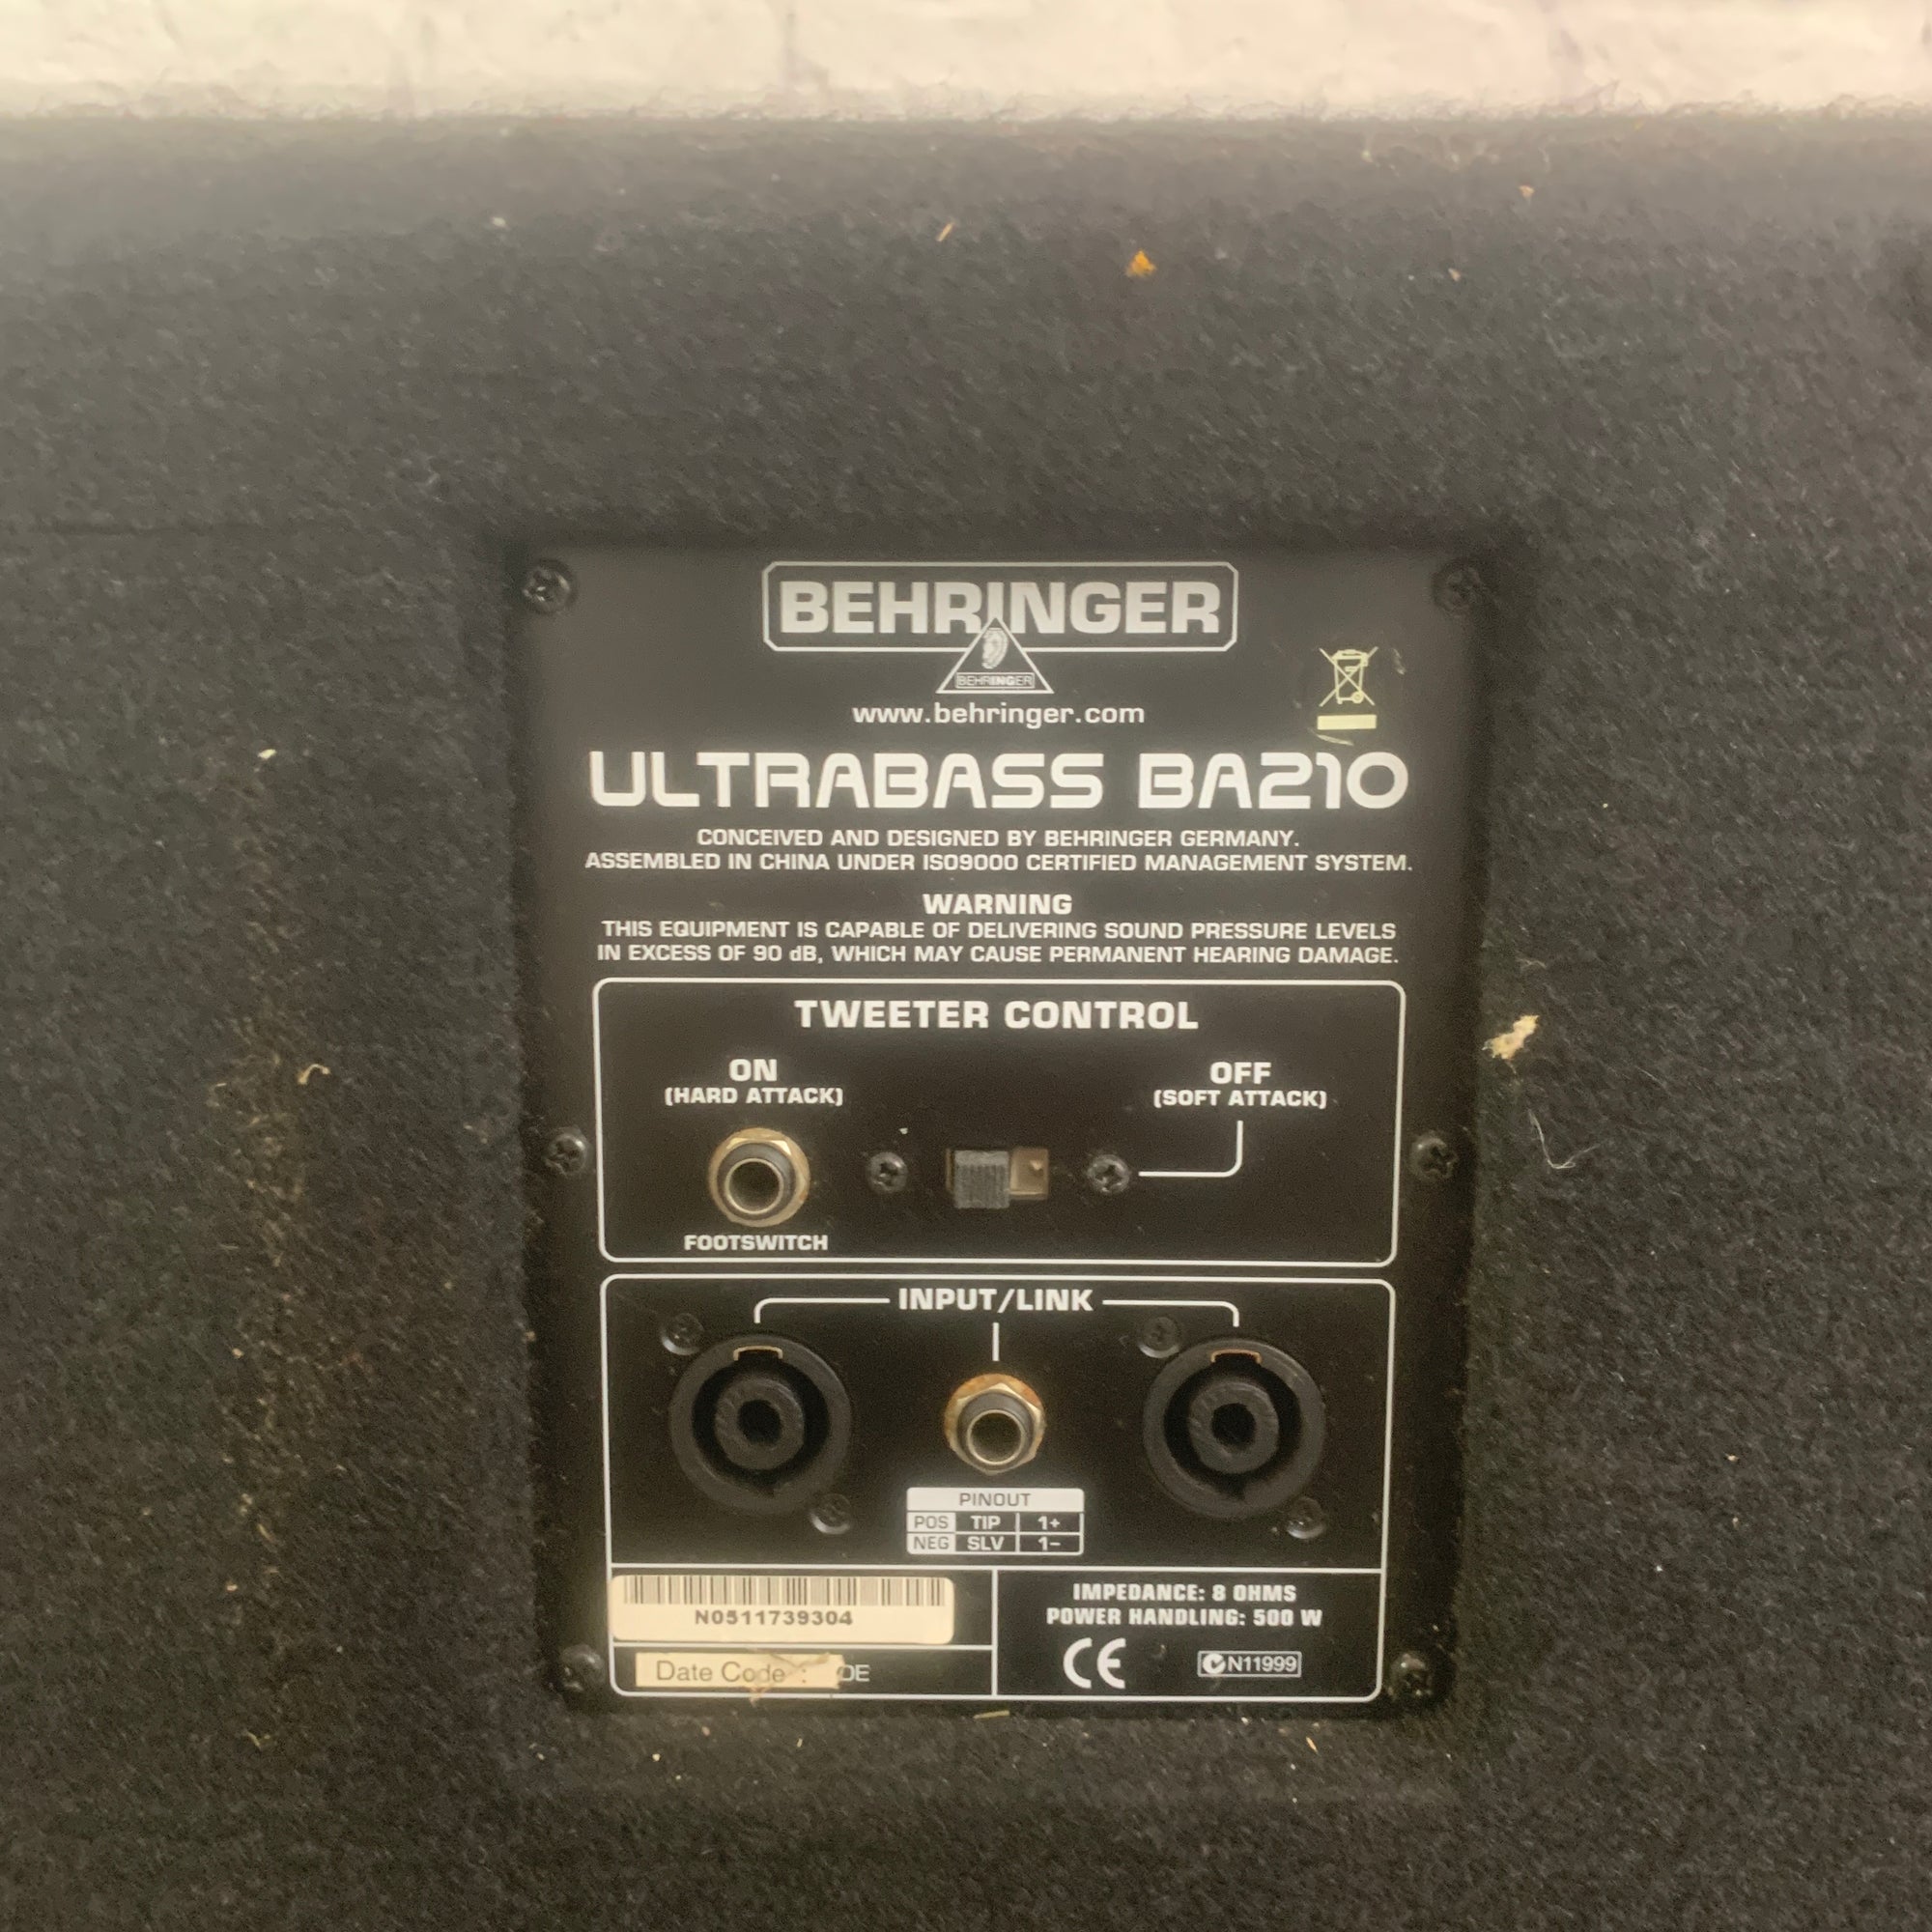 BEHRINGER
BEHRINGER
www.behringer.com
ULTRABASS BA210
CONCEIVED AND DESIGNED BY BEHRINGER GERMANY.
ASSEMBLED IN CHINA UNDER ISO9000 CERTIFIED MANAGEMENT SYSTEM.
WARNING
THIS EQUIPMENT IS CAPABLE OF DELIVERING SOUND PRESSURE LEVELS
IN EXCESS OF 90 dB, WHICH MAY CAUSE PERMANENT HEARING DAMAGE.
TWEETER CONTROL
ON
(HARD ATTACK)
OFF
(SOFT ATTACK)
FOOTSWITCH
INPUT/LINK
PINOUT
POS TIP 1+
NEG SLV 1-
N0511739304
Date Code :
IMPEDANCE: 8 OHMS
POWER HANDLING: 500 W
CE
N11999